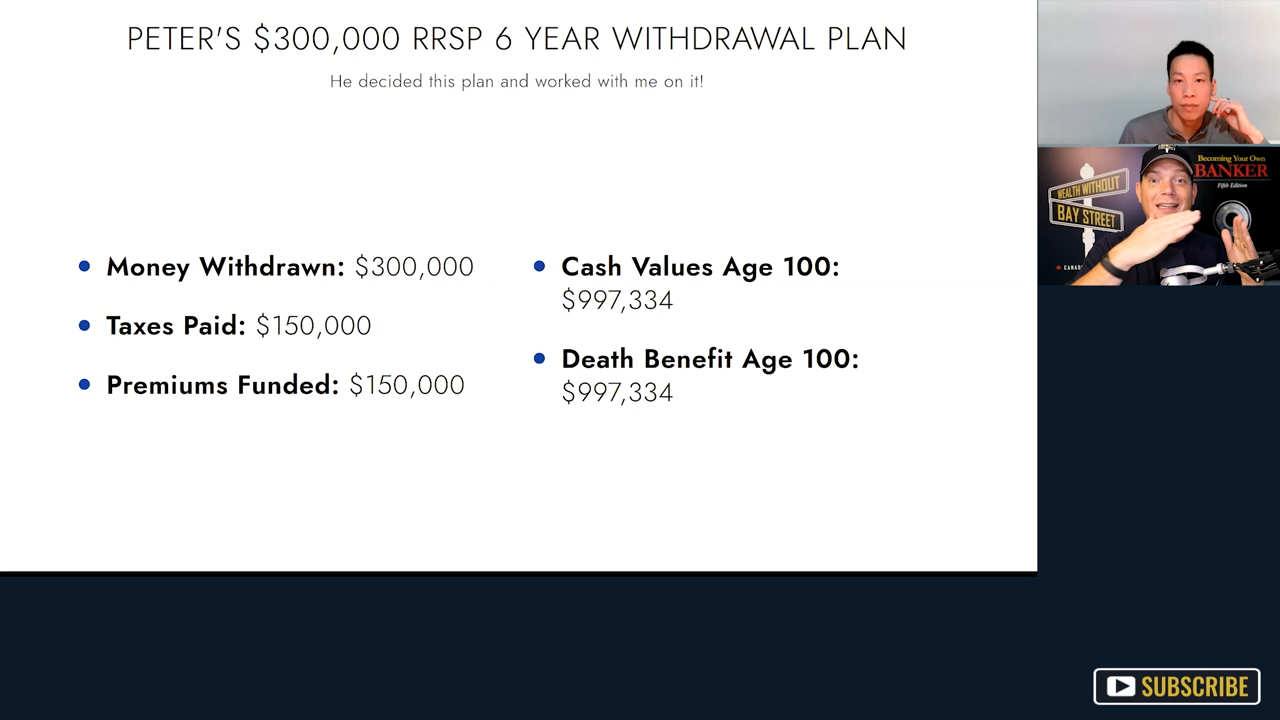 PETER'S $300,000 RRSP 6 YEAR WITHDRAWAL PLAN
He decided this plan and worked with me on it!
Money Withdrawn: $300,000
Taxes Paid: $150,000
Premiums Funded: $150,000
Cash Values Age 100:
$997,334
Death Benefit Age 100:
$997,334
WEALTH WITHOUT
BAY STREET
Becoming Your Own
BANKER
Fifth Edition
SUBSCRIBE